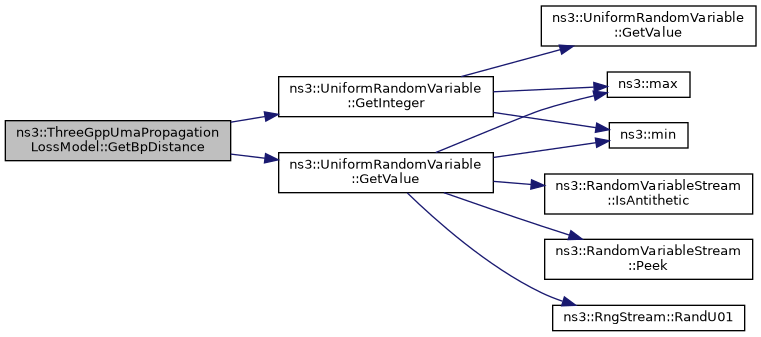 ns3::ThreeGppUmaPropagation
LossModel::GetBpDistance
ns3::UniformRandomVariable
::GetInteger
ns3::UniformRandomVariable
::GetValue
ns3::UniformRandomVariable
::GetValue
ns3::max
ns3::min
ns3::RandomVariableStream
::IsAntithetic
ns3::RandomVariableStream
::Peek
ns3::RngStream::RandU01